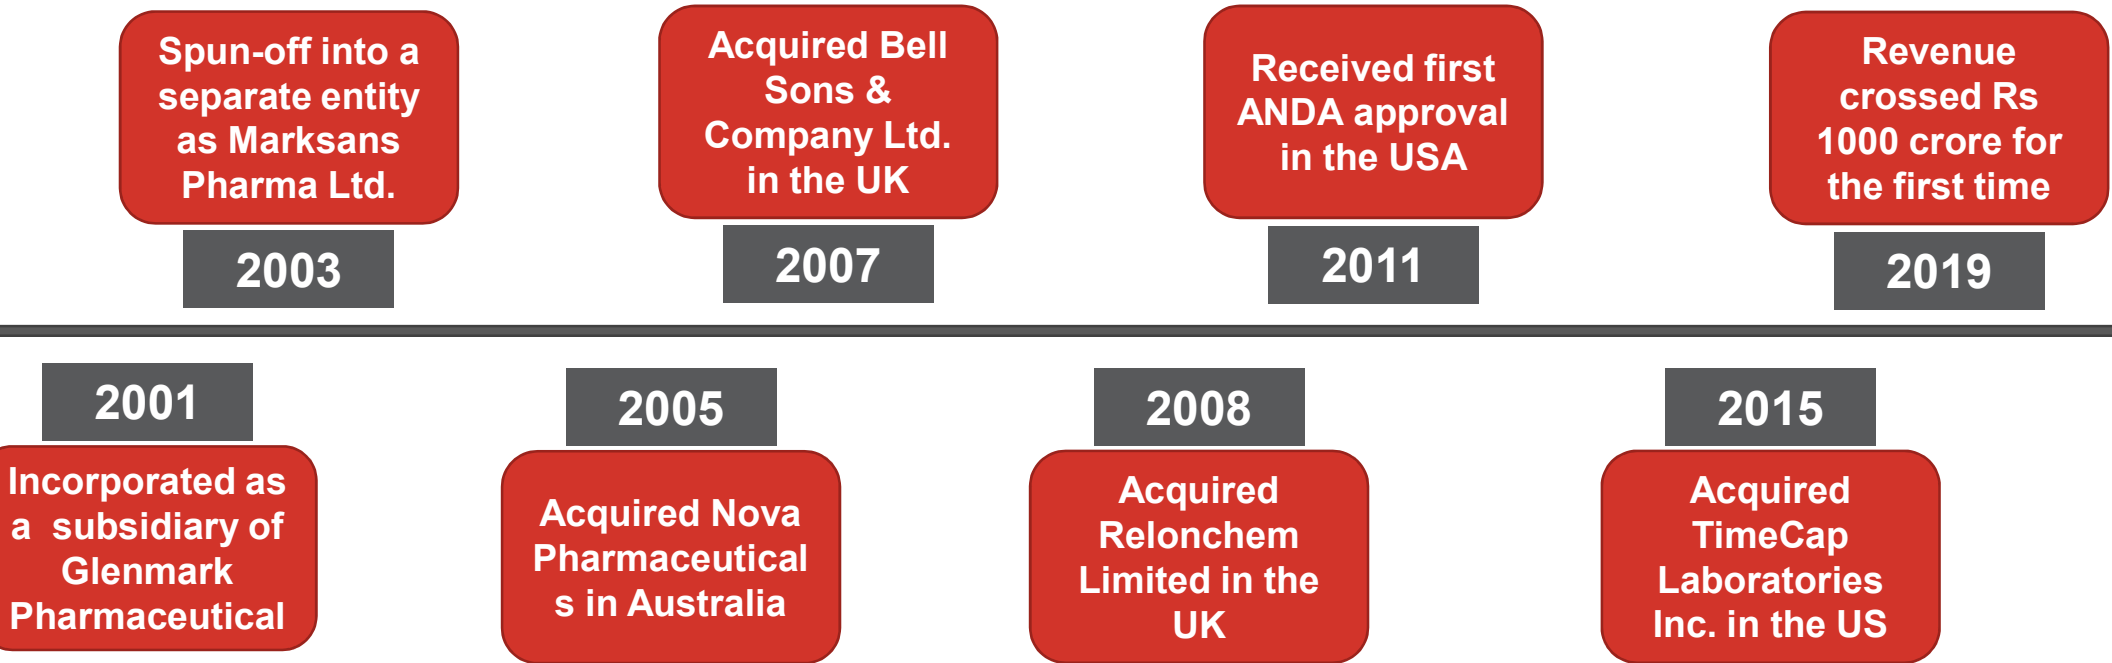 Spun-off into a
separate entity
as Marksans
Pharma Ltd.
2003
Acquired Bell
Sons &
Company Ltd.
in the UK
2007
Received first
ANDA approval
in the USA
2011
Revenue
crossed Rs
1000 crore for
the first time
2019
2001
Incorporated as
a  subsidiary of
Glenmark
Pharmaceutical
2005
Acquired Nova
Pharmaceutical
s in Australia
2008
Acquired
Relonchem
Limited in the
UK
2015
Acquired
TimeCap
Laboratories
Inc. in the US